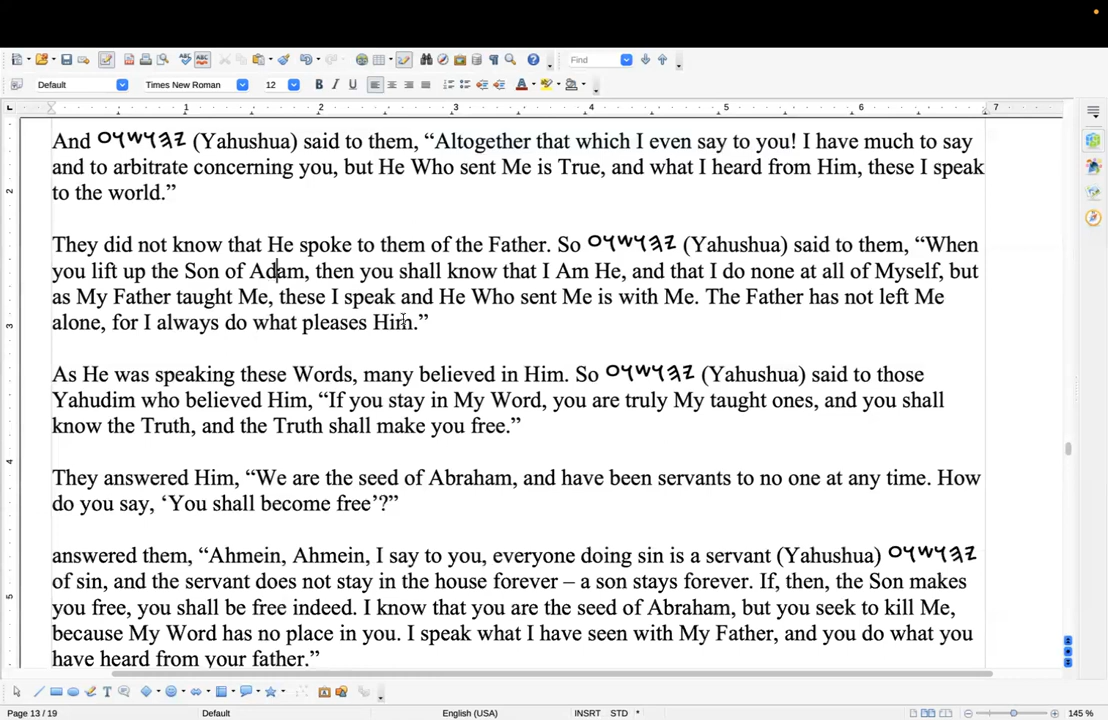 Find
Default Times New Roman 12
1 2 3 4 5 6 7
And 𐤉𐤄𐤅𐤔𐤅𐤏 (Yahushua) said to them, “Altogether that which I even say to you! I have much to say
and to arbitrate concerning you, but He Who sent Me is True, and what I heard from Him, these I speak
to the world.”
They did not know that He spoke to them of the Father. So 𐤉𐤄𐤅𐤔𐤅𐤏 (Yahushua) said to them, “When
you lift up the Son of Adam, then you shall know that I Am He, and that I do none at all of Myself, but
as My Father taught Me, these I speak and He Who sent Me is with Me. The Father has not left Me
alone, for I always do what pleases Him.”
As He was speaking these Words, many believed in Him. So 𐤉𐤄𐤅𐤔𐤅𐤏 (Yahushua) said to those
Yahudim who believed Him, “If you stay in My Word, you are truly My taught ones, and you shall
know the Truth, and the Truth shall make you free.”
They answered Him, “We are the seed of Abraham, and have been servants to no one at any time. How
do you say, ‘You shall become free’?”
answered them, “Ahmein, Ahmein, I say to you, everyone doing sin is a servant (Yahushua) 𐤉𐤄𐤅𐤔𐤅𐤏
of sin, and the servant does not stay in the house forever – a son stays forever. If, then, the Son makes
you free, you shall be free indeed. I know that you are the seed of Abraham, but you seek to kill Me,
because My Word has no place in you. I speak what I have seen with My Father, and you do what you
have heard from your father.”
2
3
4
5
Page 13 / 19 Default English (USA) INSRT STD * 145 %